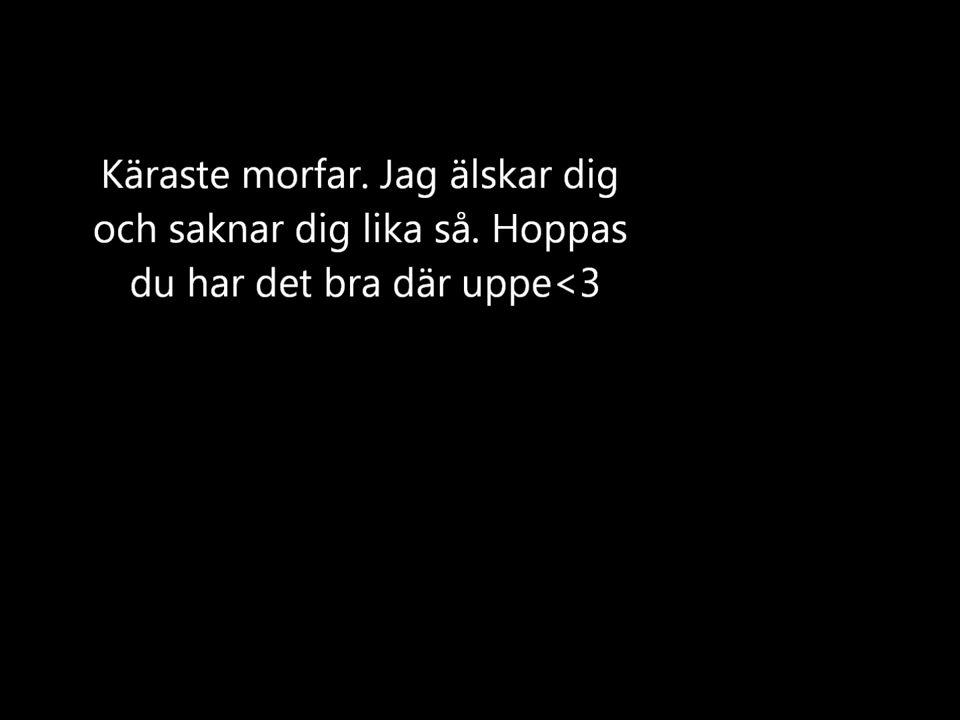 Käraste morfar. Jag älskar dig
och saknar dig lika så. Hoppas
du har det bra där uppe<3